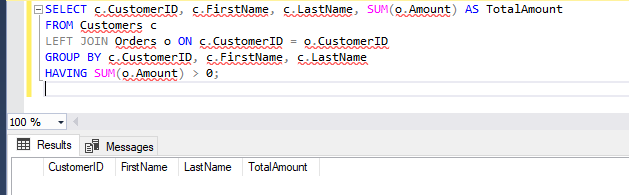 SELECT c.CustomerID, c.FirstName, c.LastName, SUM(o.Amount) AS TotalAmount
FROM Customers c
LEFT JOIN Orders o ON c.CustomerID = o.CustomerID
GROUP BY c.CustomerID, c.FirstName, c.LastName
HAVING SUM(o.Amount) > 0;
100 %
Results Messages
CustomerID FirstName LastName TotalAmount